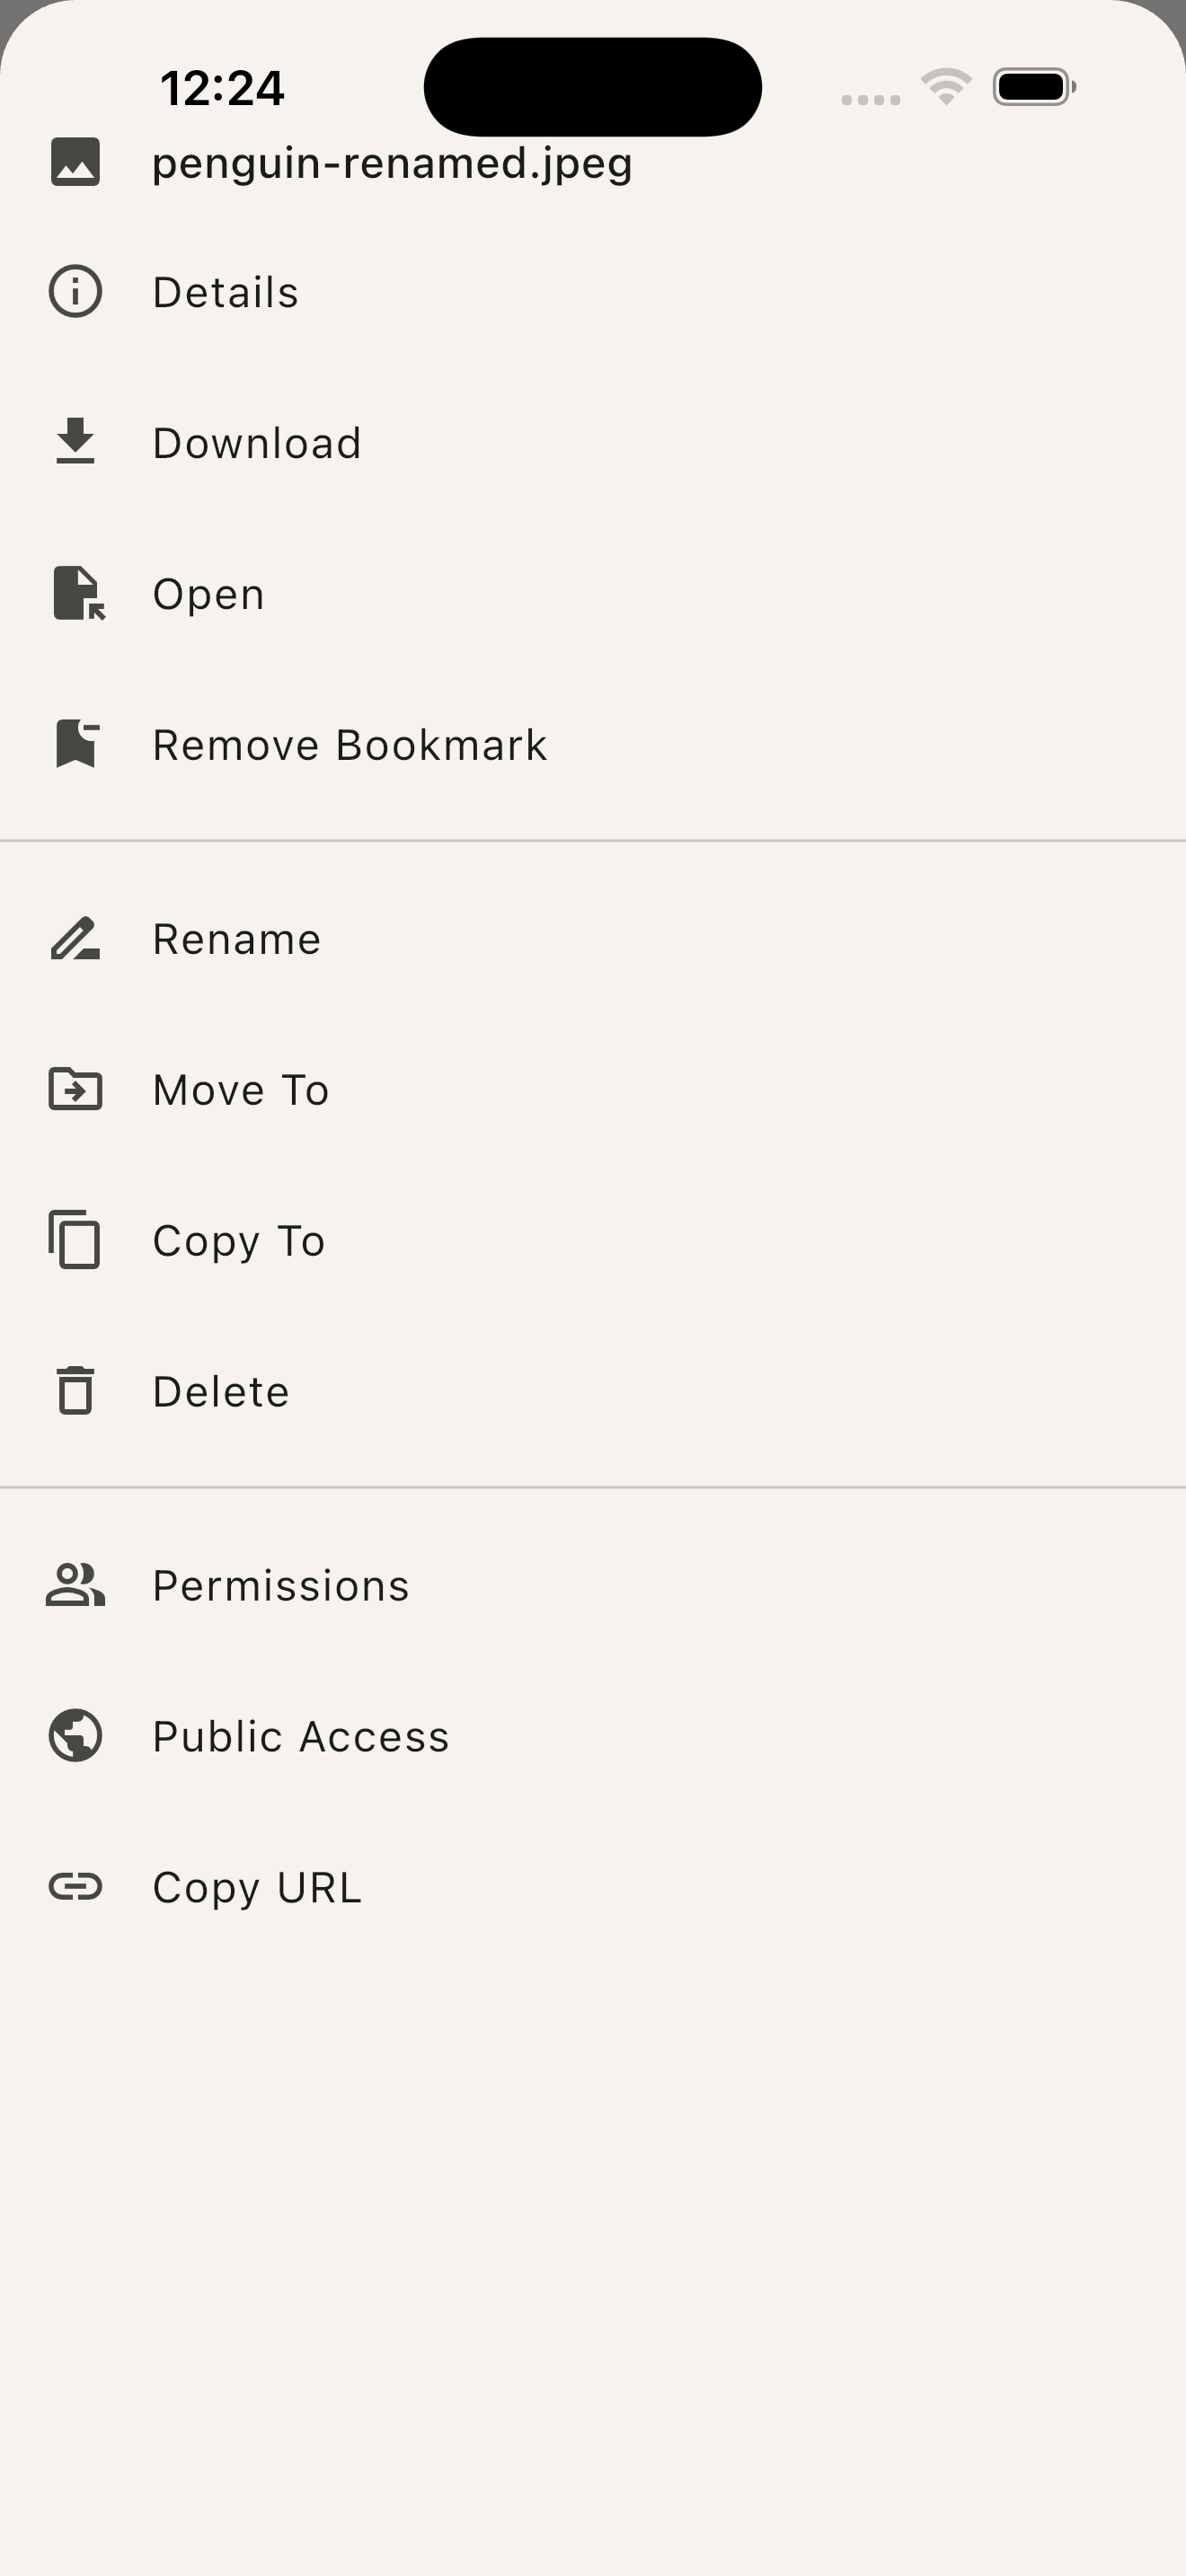 12:24
penguin-renamed.jpeg
Details
Download
Open
Remove Bookmark
Rename
Move To
Copy To
Delete
Permissions
Public Access
Copy URL